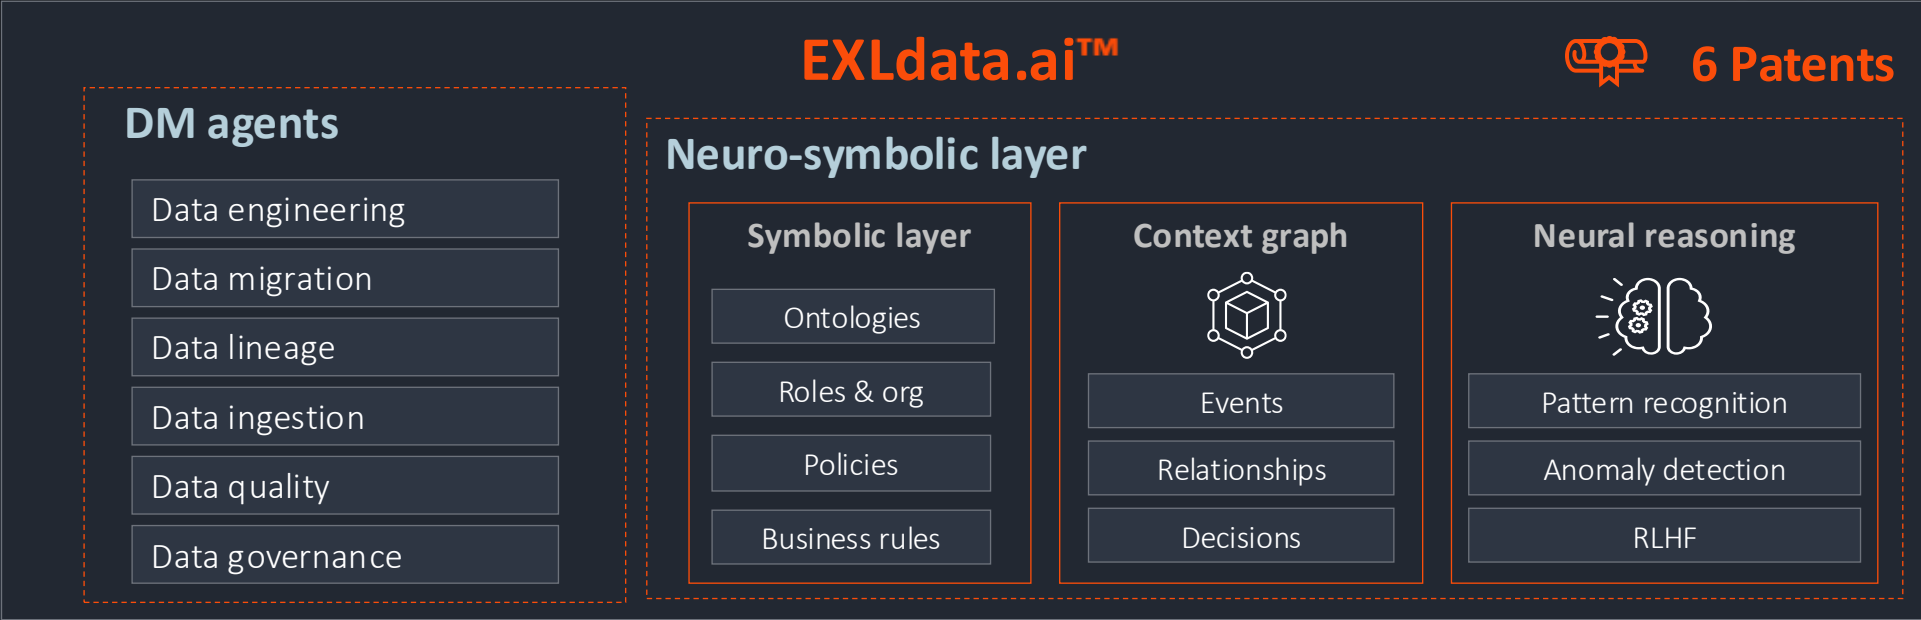 EXLdata.ai™
6 Patents
DM agents
Data engineering
Data migration
Data lineage
Data ingestion
Data quality
Data governance
Neuro-symbolic layer
Symbolic layer
Ontologies
Roles & org
Policies
Business rules
Context graph
Events
Relationships
Decisions
Neural reasoning
Pattern recognition
Anomaly detection
RLHF